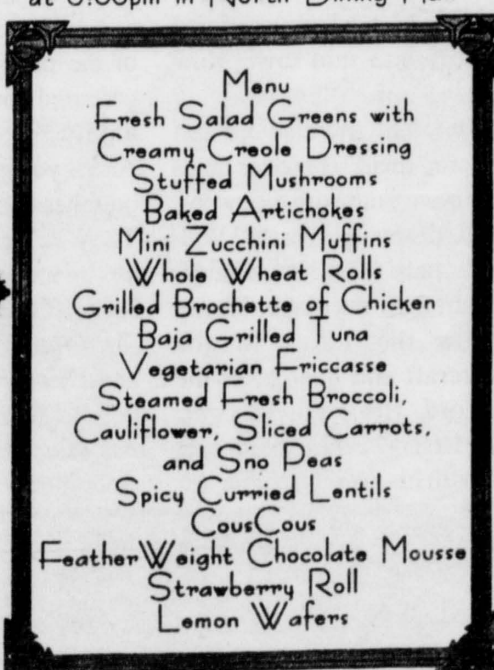 Menu
Fresh Salad Greens with
Creamy Creole Dressing
Stuffed Mushrooms
Baked Artichokes
Mini Zucchini Muffins
Whole Wheat Rolls
Grilled Brochette of Chicken
Baja Grilled Tuna
Vegetarian Friccasse
Steamed Fresh Broccoli,
Cauliflower, Sliced Carrots,
and Sno Peas
Spicy Curried Lentils
CousCous
FeatherWeight Chocolate Mousse
Strawberry Roll
Lemon Wafers